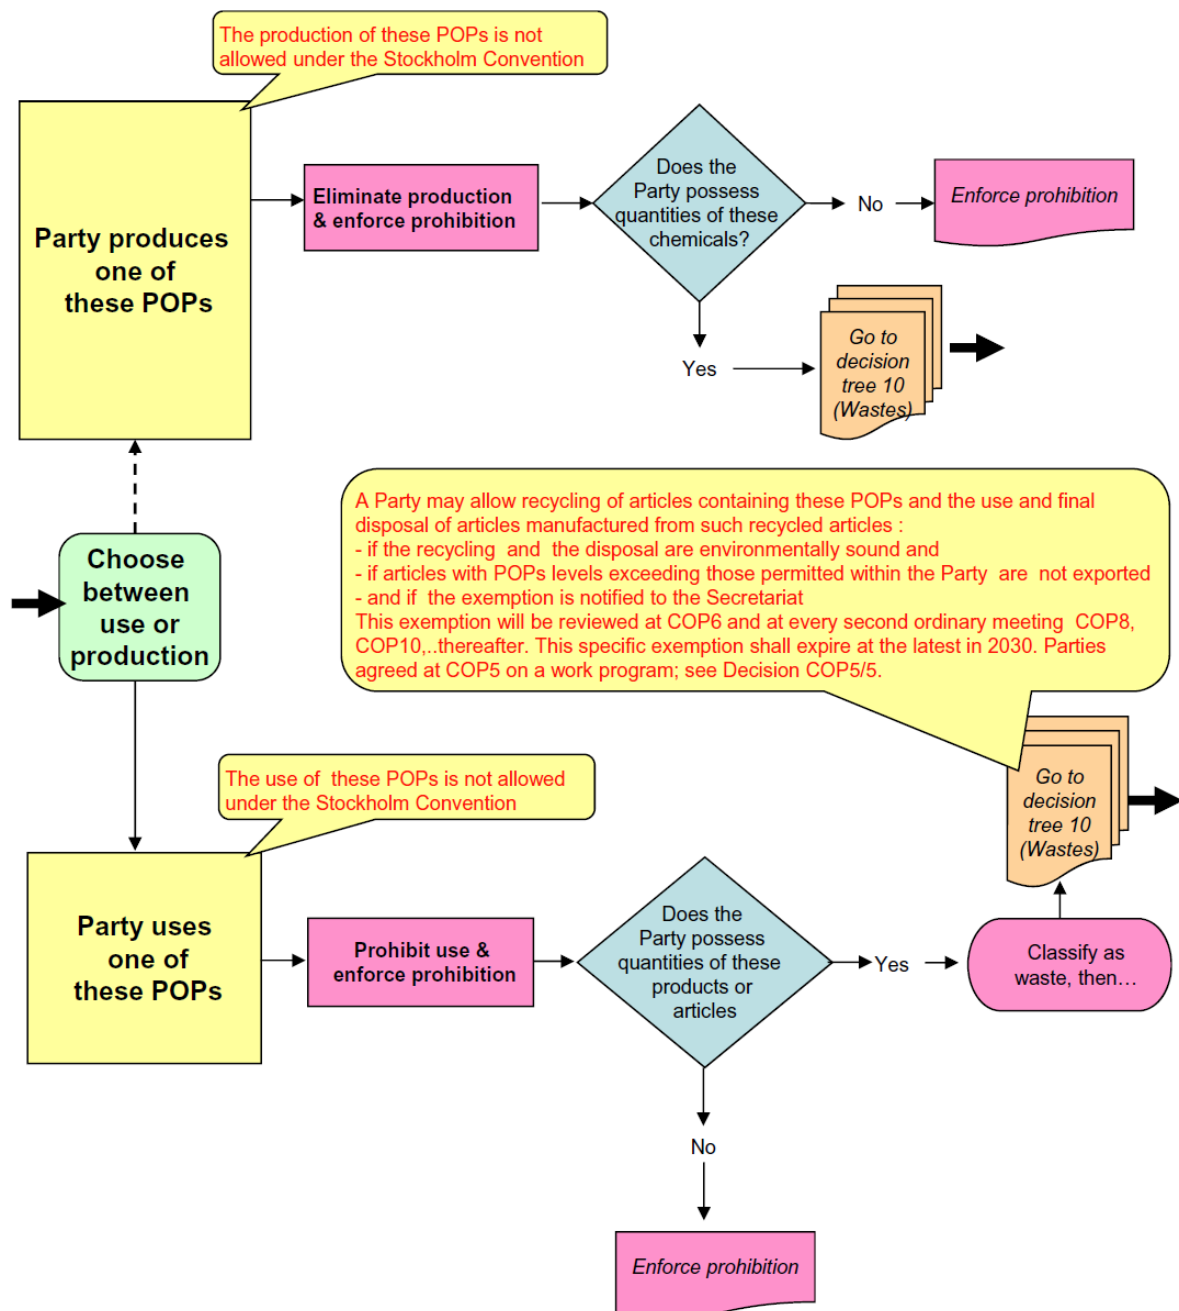 The production of these POPs is not
allowed under the Stockholm Convention
Party produces
one of
these POPs
Eliminate production
& enforce prohibition
Does the
Party possess
quantities of these
chemicals?
No
Enforce prohibition
Yes
Go to
decision
tree 10
(Wastes)
A Party may allow recycling of articles containing these POPs and the use and final
disposal of articles manufactured from such recycled articles :
- if the recycling and the disposal are environmentally sound and
- if articles with POPs levels exceeding those permitted within the Party are not exported
- and if the exemption is notified to the Secretariat
This exemption will be reviewed at COP6 and at every second ordinary meeting COP8,
COP10,..thereafter. This specific exemption shall expire at the latest in 2030. Parties
agreed at COP5 on a work program; see Decision COP5/5.
Choose
between
use or
production
The use of these POPs is not allowed
under the Stockholm Convention
Go to
decision
tree 10
(Wastes)
Party uses
one of
these POPs
Prohibit use &
enforce prohibition
Does the
Party possess
quantities of these
products or
articles
Yes
Classify as
waste, then…
No
Enforce prohibition